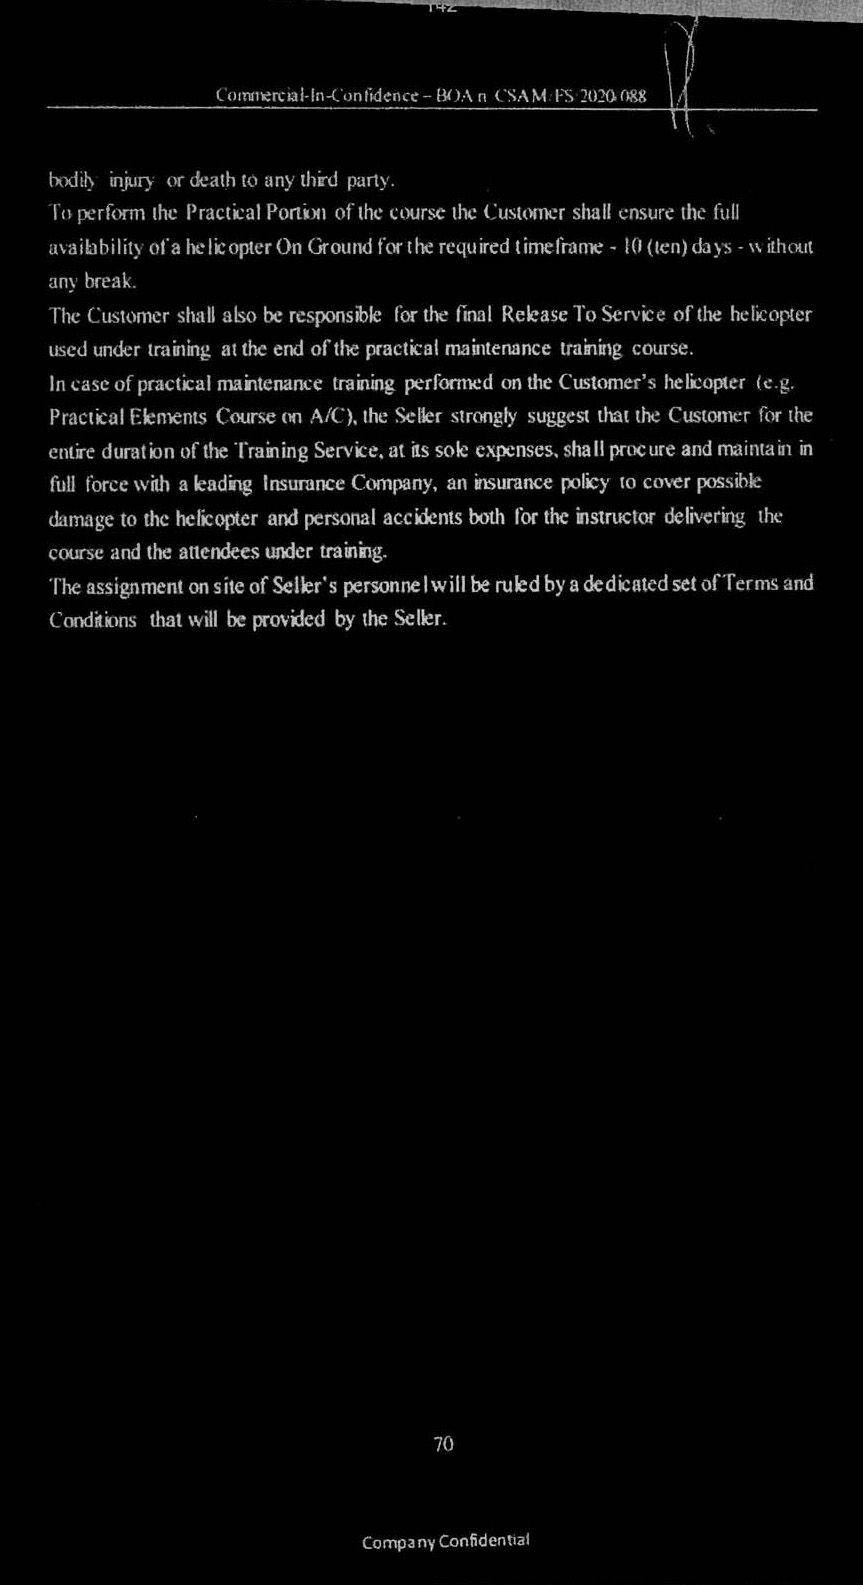 142
Commercial-In-Confidence – BOA n CSAM/FS/2020/088
bodily injury or death to any third party.
To perform the Practical Portion of the course the Customer shall ensure the full
availability of a helicopter On Ground for the required timeframe - 10 (ten) days - without
any break.
The Customer shall also be responsible for the final Release To Service of the helicopter
used under training at the end of the practical maintenance training course.
In case of practical maintenance training performed on the Customer's helicopter (e.g.
Practical Elements Course on A/C), the Seller strongly suggest that the Customer for the
entire duration of the Training Service, at its sole expenses, shall procure and maintain in
full force with a leading Insurance Company, an insurance policy to cover possible
damage to the helicopter and personal accidents both for the instructor delivering the
course and the attendees under training.
The assignment on site of Seller's personnel will be ruled by a dedicated set of Terms and
Conditions that will be provided by the Seller.
70
Company Confidential